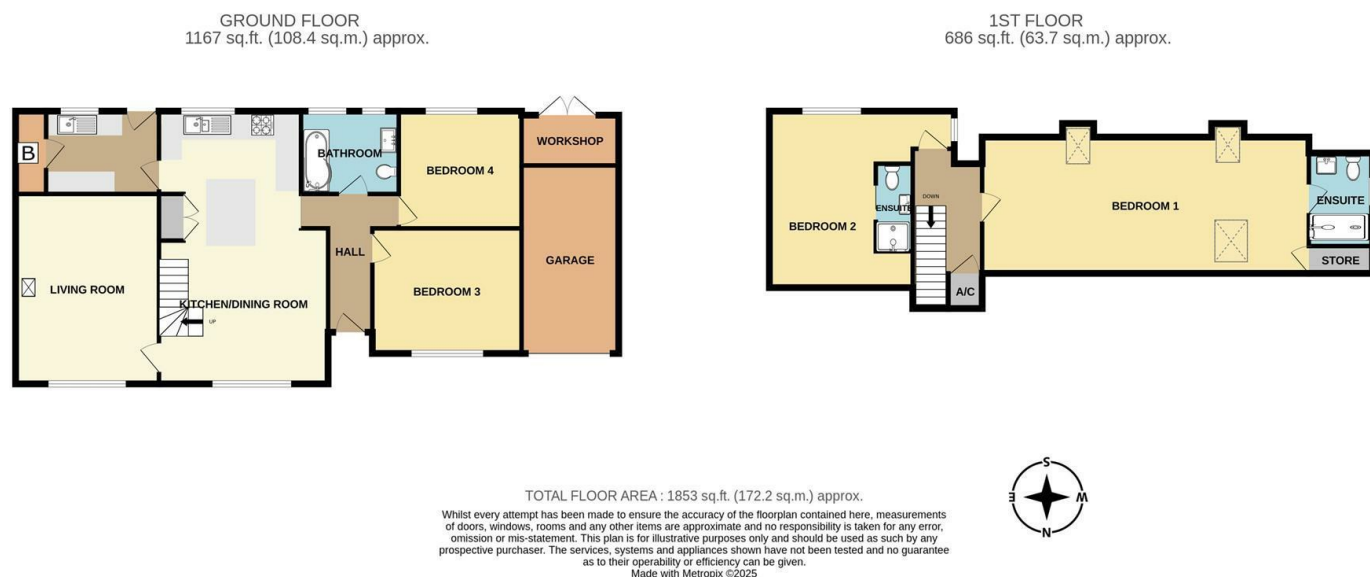 GROUND FLOOR
1167 sq.ft. (108.4 sq.m.) approx.
1ST FLOOR
686 sq.ft. (63.7 sq.m.) approx.
B
BATHROOM
WORKSHOP
BEDROOM 4
LIVING ROOM
HALL
GARAGE
BEDROOM 3
KITCHEN/DINING ROOM
UP
DOWN
ENSUITE
BEDROOM 2
BEDROOM 1
ENSUITE
STORE
A/C
S
E
W
N
TOTAL FLOOR AREA : 1853 sq.ft. (172.2 sq.m.) approx.
Whilst every attempt has been made to ensure the accuracy of the floorplan contained here, measurements
of doors, windows, rooms and any other items are approximate and no responsibility is taken for any error,
omission or mis-statement. This plan is for illustrative purposes only and should be used as such by any
prospective purchaser. The services, systems and appliances shown have not been tested and no guarantee
as to their operability or efficiency can be given.
Made with Metropix ©2025